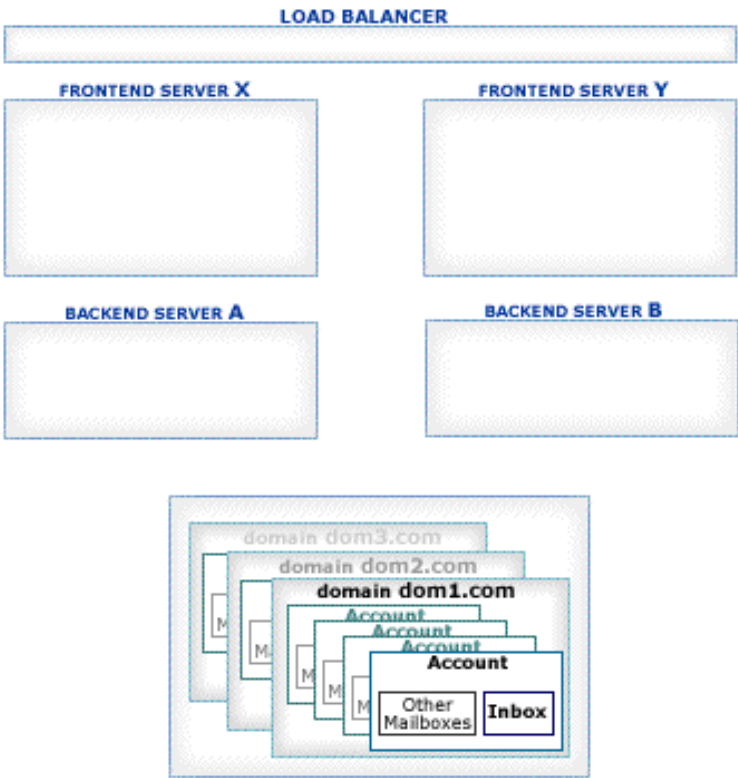 LOAD BALANCER
FRONTEND SERVER X
FRONTEND SERVER Y
BACKEND SERVER A
BACKEND SERVER B
domain dom3.com
domain dom2.com
domain dom1.com
Account
Account
Account
Account
Other
Mailboxes
Inbox